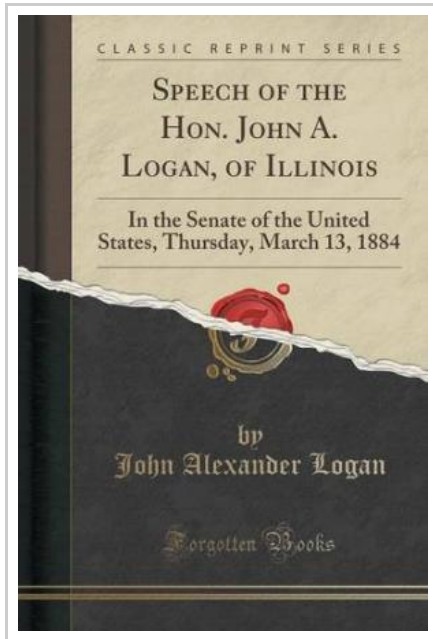 CLASSIC REPRINT SERIES
SPEECH OF THE
HON. JOHN A.
LOGAN, OF ILLINOIS
In the Senate of the United
States, Thursday, March 13, 1884
by
John Alexander Logan
Forgotten Books